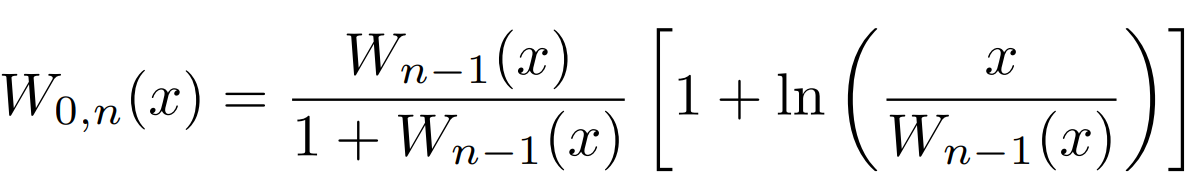 W_{0,n}(x) = \frac{W_{n-1}(x)}{1 + W_{n-1}(x)} \left[ 1 + \ln \left( \frac{x}{W_{n-1}(x)} \right) \right]